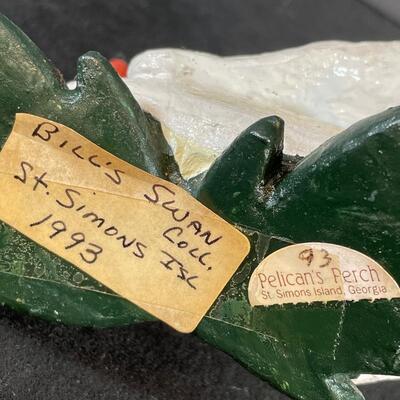 BILL'S SWAN
COLL.
St. SIMONS ISL
1993
93
Pelican's Perch
St. Simons Island, Georgia